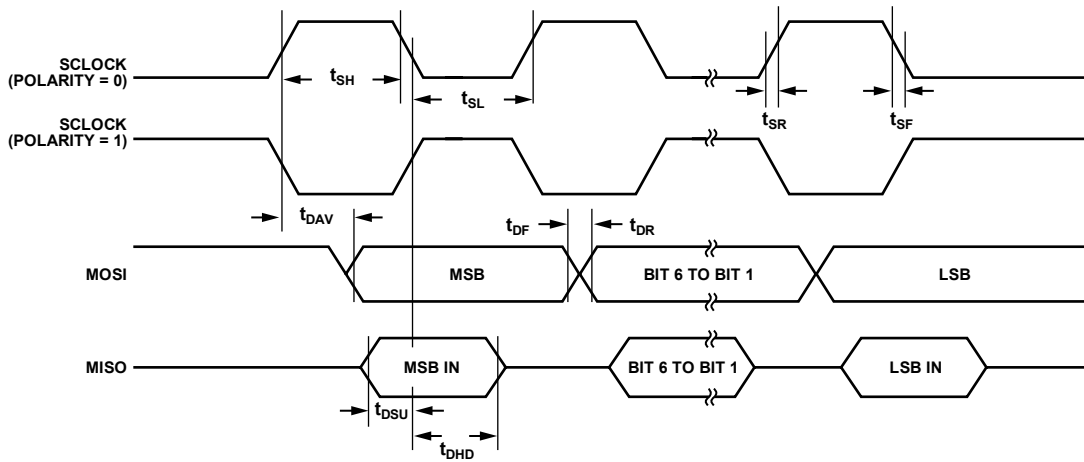 SCLOCK
(POLARITY = 0)
tSH
tSL
tSR
tSF
SCLOCK
(POLARITY = 1)
tDAV
tDF
tDR
MOSI
MSB
BIT 6 TO BIT 1
LSB
MISO
MSB IN
BIT 6 TO BIT 1
LSB IN
tDSU
tDHD